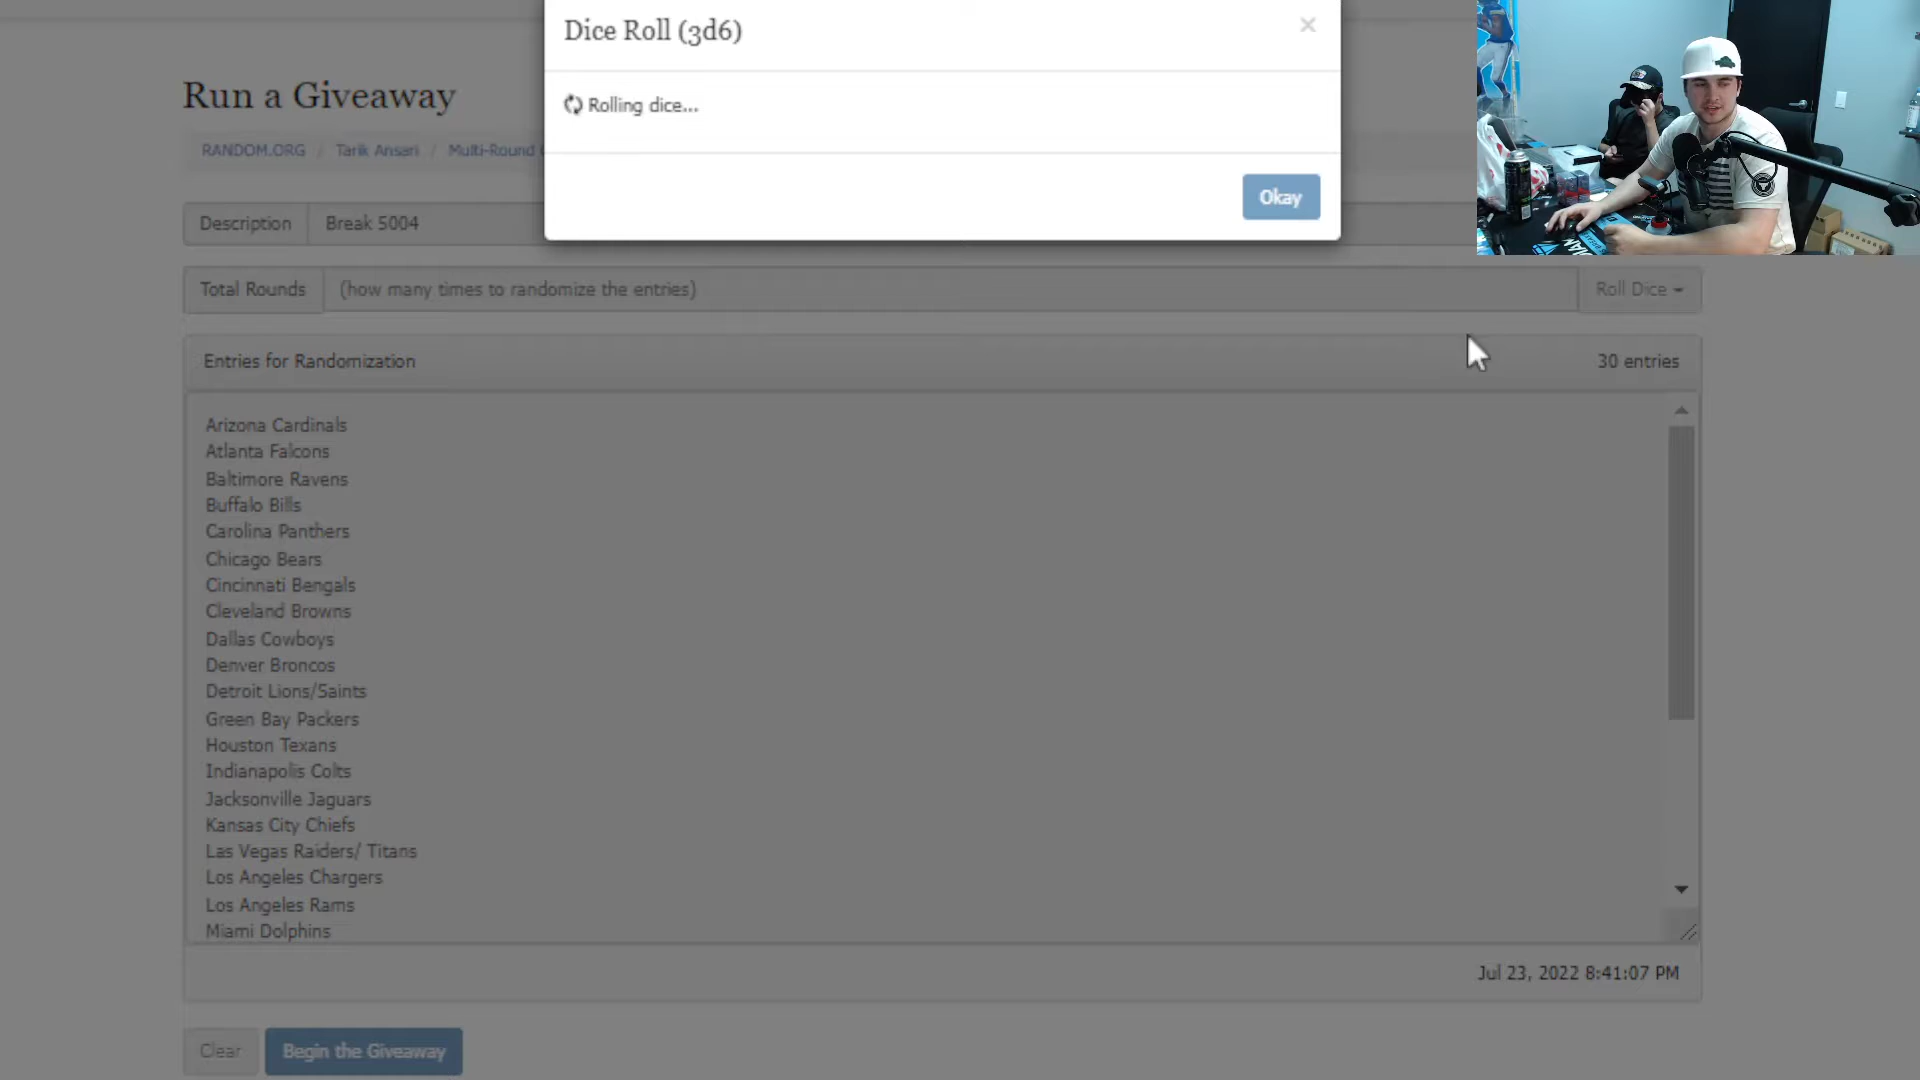 Dice Roll (3d6)
×
Rolling dice...
Okay
Run a Giveaway
RANDOM.ORG / Tarik Ansari / Multi-Round
Description Break 5004
Total Rounds (how many times to randomize the entries) Roll Dice
Entries for Randomization 30 entries
Arizona Cardinals
Atlanta Falcons
Baltimore Ravens
Buffalo Bills
Carolina Panthers
Chicago Bears
Cincinnati Bengals
Cleveland Browns
Dallas Cowboys
Denver Broncos
Detroit Lions/Saints
Green Bay Packers
Houston Texans
Indianapolis Colts
Jacksonville Jaguars
Kansas City Chiefs
Las Vegas Raiders/ Titans
Los Angeles Chargers
Los Angeles Rams
Miami Dolphins
Jul 23, 2022 8:41:07 PM
Clear Begin the Giveaway